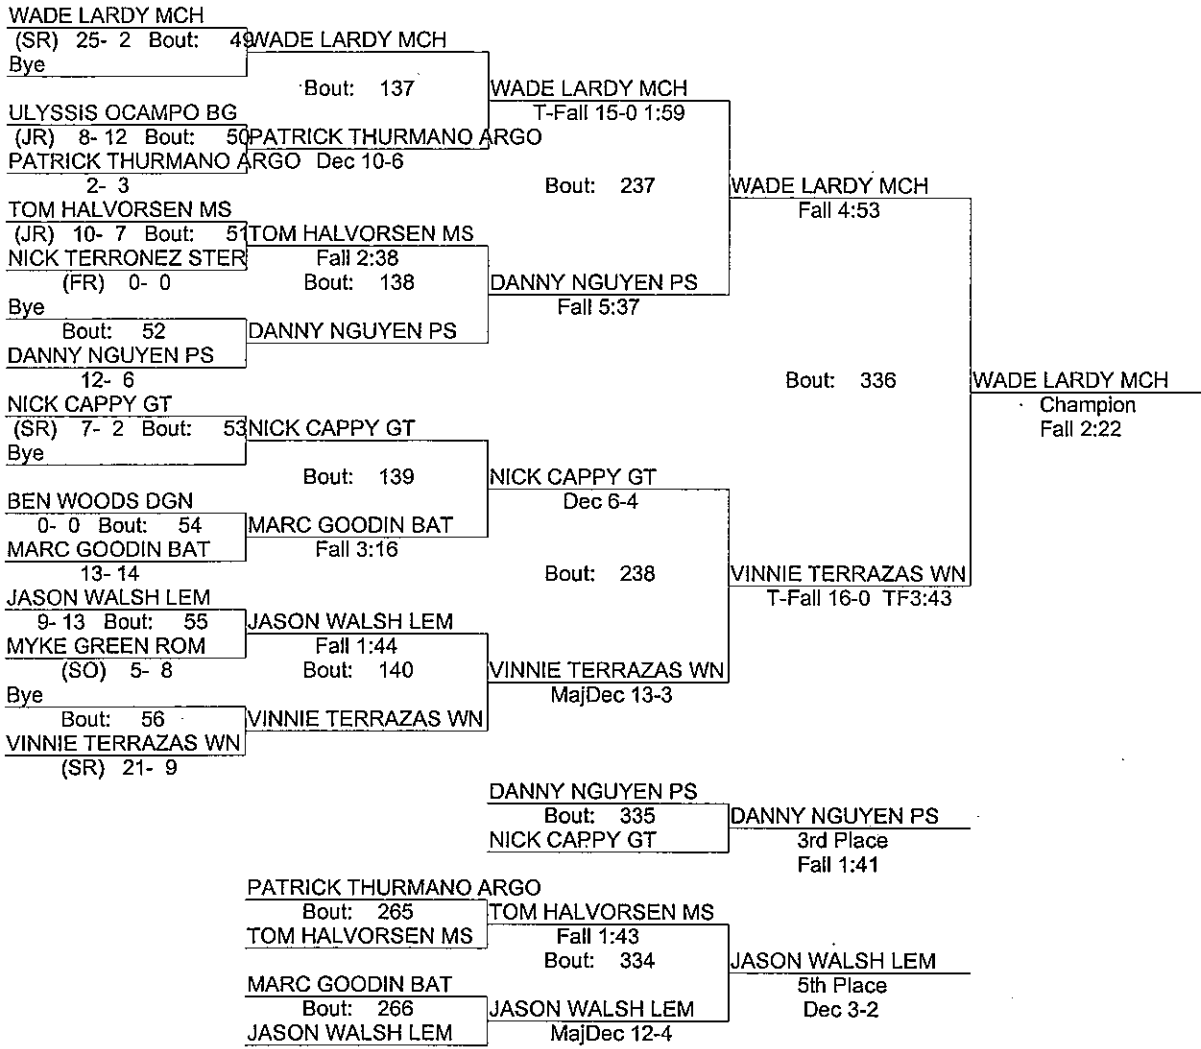 WADE LARDY MCH
(SR) 25- 2 Bout: 49
Bye
WADE LARDY MCH
Bout: 137
ULYSSIS OCAMPO BG
(JR) 8- 12 Bout: 50
PATRICK THURMANO ARGO
2- 3
PATRICK THURMANO ARGO
Dec 10-6
WADE LARDY MCH
T-Fall 15-0 1:59
Bout: 237
TOM HALVORSEN MS
(JR) 10- 7 Bout: 51
NICK TERRONEZ STER
(FR) 0- 0
TOM HALVORSEN MS
Fall 2:38
Bout: 138
Bye
Bout: 52
DANNY NGUYEN PS
12- 6
DANNY NGUYEN PS
DANNY NGUYEN PS
Fall 5:37
WADE LARDY MCH
Fall 4:53
Bout: 336
WADE LARDY MCH
Champion
Fall 2:22
NICK CAPPY GT
(SR) 7- 2 Bout: 53
Bye
NICK CAPPY GT
Bout: 139
BEN WOODS DGN
0- 0 Bout: 54
MARC GOODIN BAT
13- 14
MARC GOODIN BAT
Fall 3:16
NICK CAPPY GT
Dec 6-4
Bout: 238
JASON WALSH LEM
9- 13 Bout: 55
MYKE GREEN ROM
(SO) 5- 8
JASON WALSH LEM
Fall 1:44
Bout: 140
Bye
Bout: 56
VINNIE TERRAZAS WN
(SR) 21- 9
VINNIE TERRAZAS WN
VINNIE TERRAZAS WN
MajDec 13-3
VINNIE TERRAZAS WN
T-Fall 16-0 TF3:43
DANNY NGUYEN PS
Bout: 335
NICK CAPPY GT
DANNY NGUYEN PS
3rd Place
Fall 1:41
PATRICK THURMANO ARGO
Bout: 265
TOM HALVORSEN MS
TOM HALVORSEN MS
Fall 1:43
Bout: 334
MARC GOODIN BAT
Bout: 266
JASON WALSH LEM
JASON WALSH LEM
MajDec 12-4
JASON WALSH LEM
5th Place
Dec 3-2